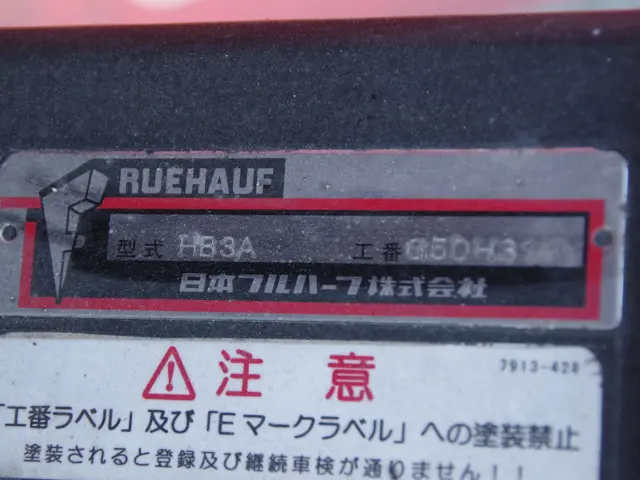 RUEHAUF
型式 HB3A 工番
日本フルハーフ株式会社
注意
7913-428
「工番ラベル」及び「Eマークラベル」への塗装禁止
塗装されると登録及び継続車検が通りません!!